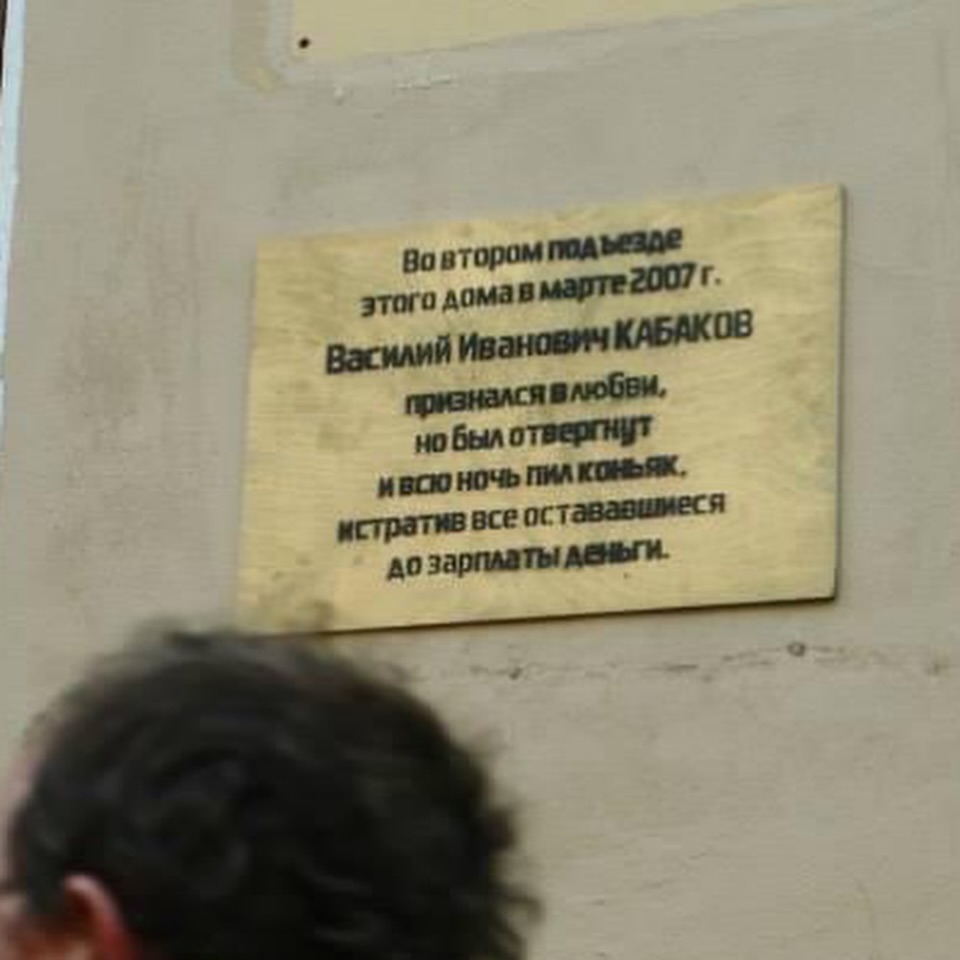 Во втором подъезде
этого дома в марте 2007 г.
Василий Иванович КАБАКОВ
признался в любви,
но был отвергнут
и всю ночь пил коньяк,
истратив все остававшиеся
до зарплаты деньги.